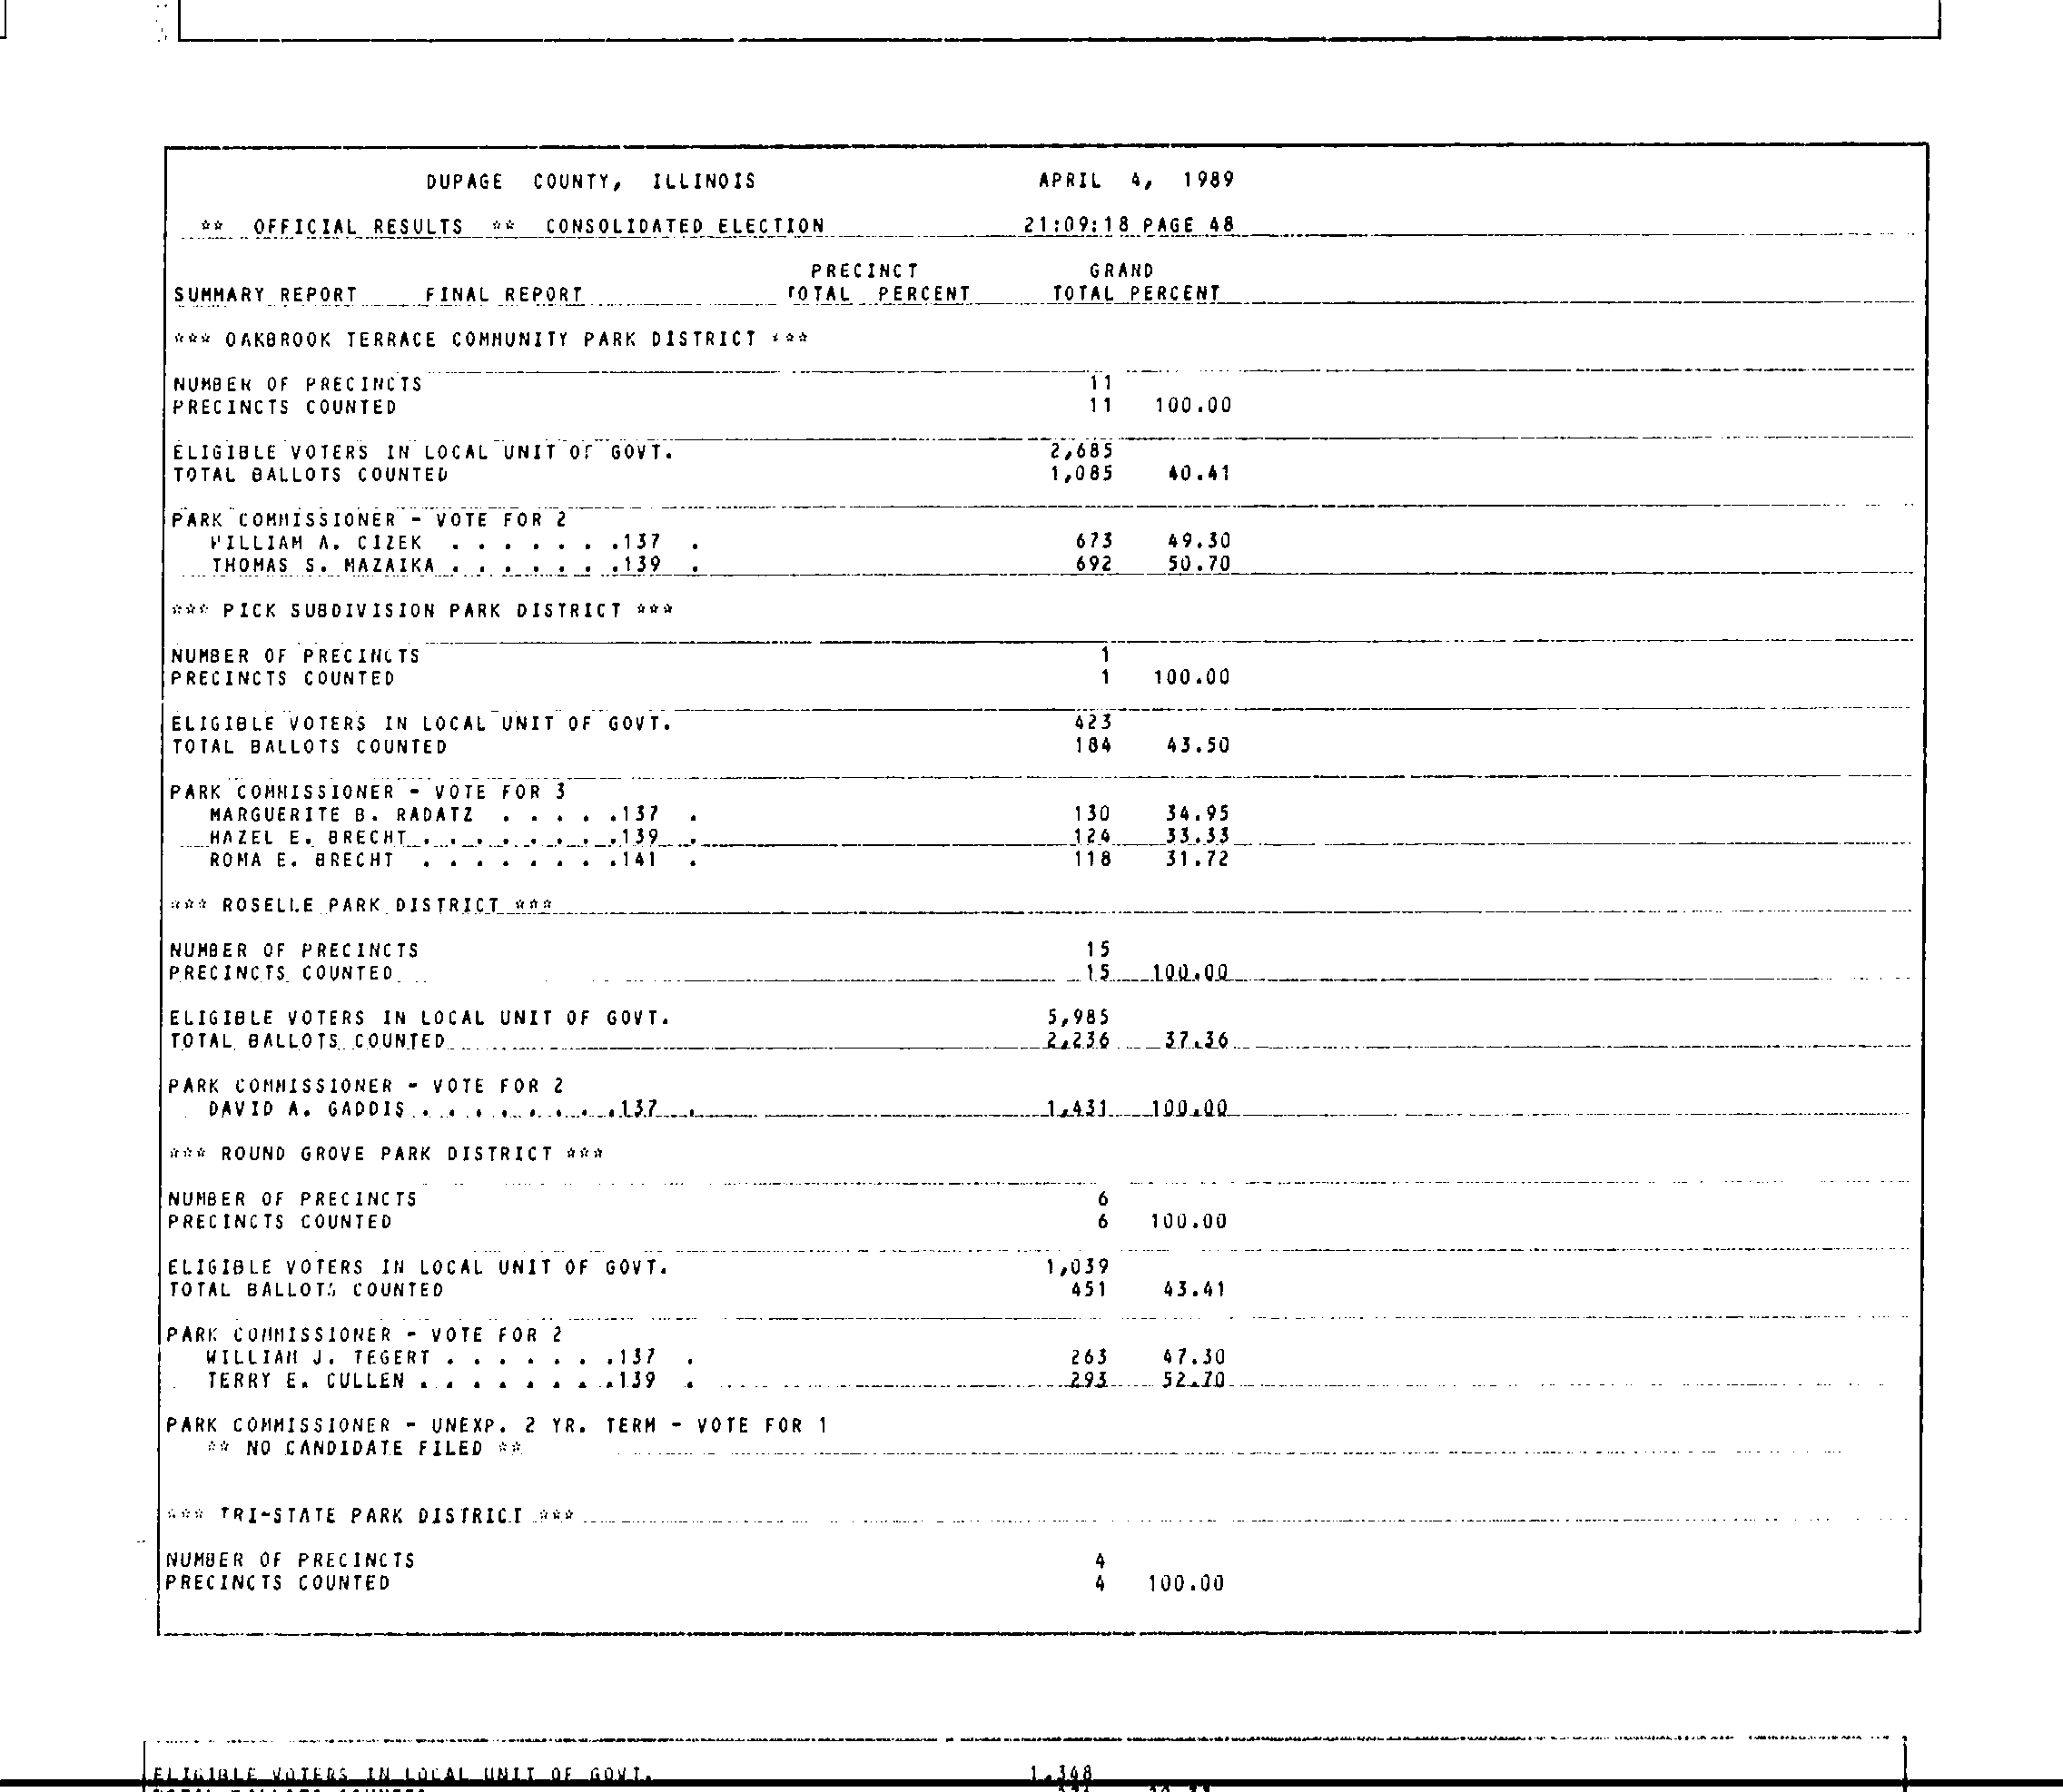 DUPAGE COUNTY, ILLINOIS APRIL 4, 1989
** OFFICIAL RESULTS ** CONSOLIDATED ELECTION 21:09:18 PAGE 48
PRECINCT GRAND
SUMMARY REPORT FINAL REPORT TOTAL PERCENT TOTAL PERCENT
*** OAKBROOK TERRACE COMMUNITY PARK DISTRICT ***
NUMBER OF PRECINCTS 11
PRECINCTS COUNTED 11 100.00
ELIGIBLE VOTERS IN LOCAL UNIT OF GOVT. 2,685
TOTAL BALLOTS COUNTED 1,085 40.41
PARK COMMISSIONER - VOTE FOR 2
WILLIAM A. CIZEK . . . . . . .137 . 673 49.30
THOMAS S. MAZAIKA . . . . . . .139 . 692 50.70
*** PICK SUBDIVISION PARK DISTRICT ***
NUMBER OF PRECINCTS 1
PRECINCTS COUNTED 1 100.00
ELIGIBLE VOTERS IN LOCAL UNIT OF GOVT. 423
TOTAL BALLOTS COUNTED 184 43.50
PARK COMMISSIONER - VOTE FOR 3
MARGUERITE B. RADATZ . . . . .137 . 130 34.95
HAZEL E. BRECHT . . . . . . . .139 . 124 33.33
ROMA E. BRECHT . . . . . . . .141 . 118 31.72
*** ROSELLE PARK DISTRICT ***
NUMBER OF PRECINCTS 15
PRECINCTS COUNTED 15 100.00
ELIGIBLE VOTERS IN LOCAL UNIT OF GOVT. 5,985
TOTAL BALLOTS COUNTED 2,236 37.36
PARK COMMISSIONER - VOTE FOR 2
DAVID A. GADDIS . . . . . . . .137 . 1,431 100.00
*** ROUND GROVE PARK DISTRICT ***
NUMBER OF PRECINCTS 6
PRECINCTS COUNTED 6 100.00
ELIGIBLE VOTERS IN LOCAL UNIT OF GOVT. 1,039
TOTAL BALLOTS COUNTED 451 43.41
PARK COMMISSIONER - VOTE FOR 2
WILLIAM J. TEGERT . . . . . . .137 . 263 47.30
TERRY E. CULLEN . . . . . . . .139 . 293 52.70
PARK COMMISSIONER - UNEXP. 2 YR. TERM - VOTE FOR 1
** NO CANDIDATE FILED **
*** TRI-STATE PARK DISTRICT ***
NUMBER OF PRECINCTS 4
PRECINCTS COUNTED 4 100.00
ELIGIBLE VOTERS IN LOCAL UNIT OF GOVT. 1,348